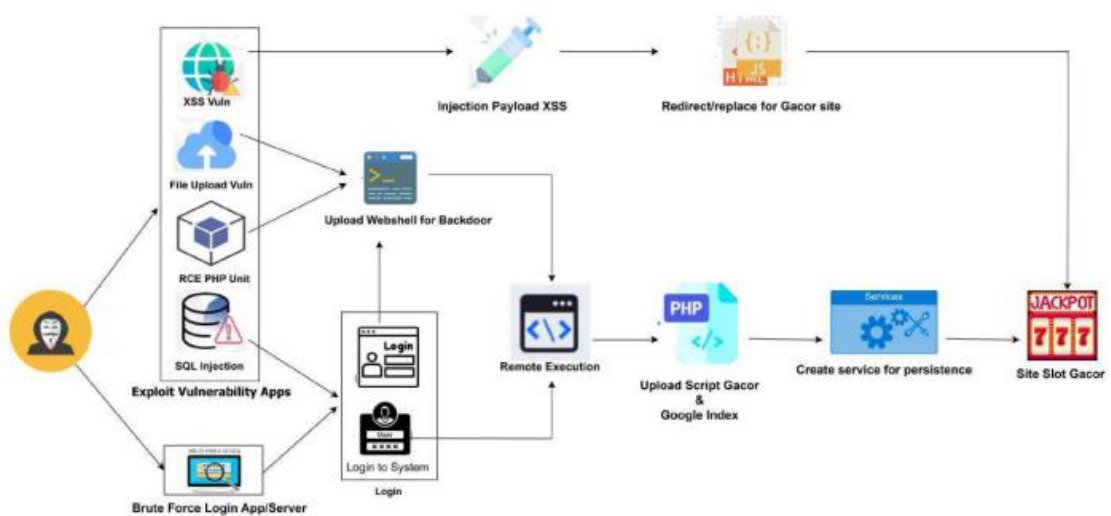 XSS Vuln
Injection Payload XSS
JS
HTML
Redirect/replace for Gacor site
File Upload Vuln
>_
Upload Webshell for Backdoor
RCE PHP Unit
SQL Injection
Exploit Vulnerability Apps
Login
Login to System
Login
Brute Force Login App/Server
</>
Remote Execution
PHP
</>
Upload Script Gacor
&
Google Index
Services
Create service for persistence
JACKPOT
777
Site Slot Gacor